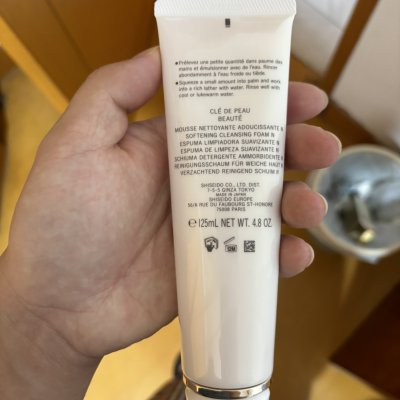 ●Prélevez une petite quantité dans paume des
mains et émulsionner avec de l'eau. Rincer
abondamment à l'eau froide ou tiède.
●Squeeze a small amount into palm and work
into a rich lather with water. Rinse well with
cool or lukewarm water.
CLÉ DE PEAU
BEAUTÉ
MOUSSE NETTOYANTE ADOUCISSANTE N
SOFTENING CLEANSING FOAM N
ESPUMA LIMPIADORA SUAVIZANTE N
ESPUMA DE LIMPEZA SUAVIZANTE N
SCHIUMA DETERGENTE AMMORBIDENTE N
REINIGUNGSSCHAUM FÜR WEICHE HAUT N
VERZACHTEND REINIGEND SCHUIM N
SHISEIDO CO., LTD. DIST.
7-5-5 GINZA TOKYO
MADE IN JAPAN
SHISEIDO EUROPE
56/8 RUE DU FAUBOURG ST-HONORE
75008 PARIS
℮ 125mL NET WT. 4.8 OZ.
12M